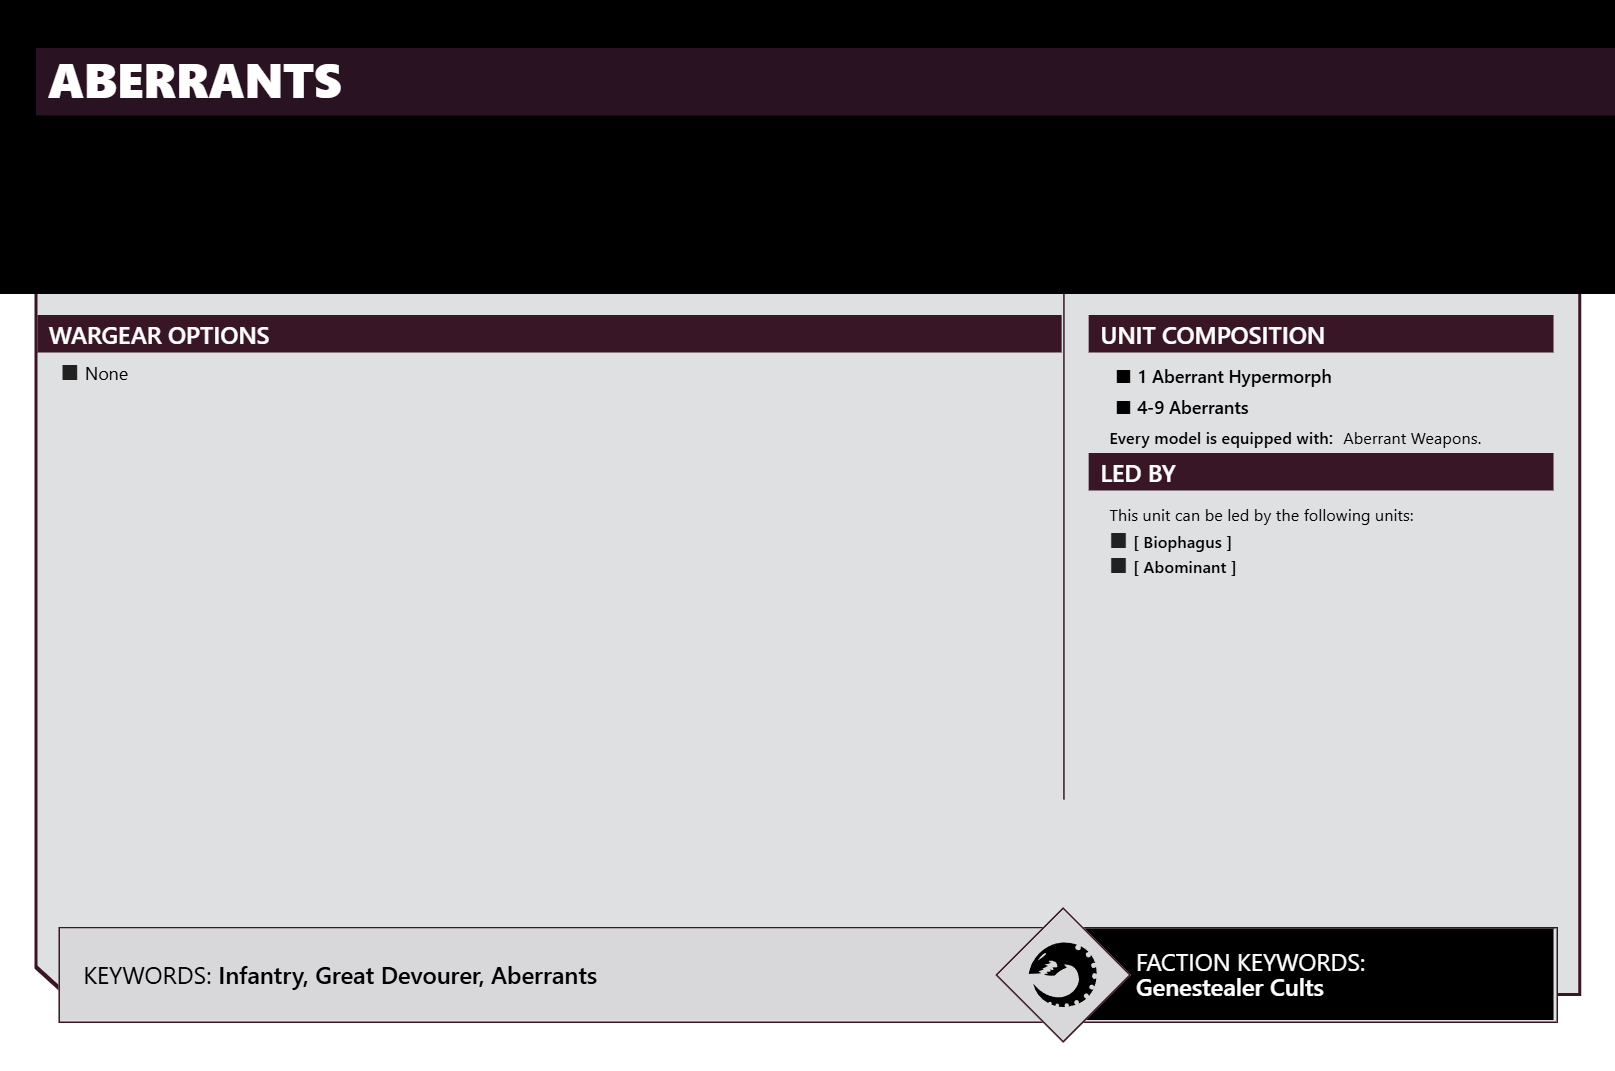 ABERRANTS
WARGEAR OPTIONS
None
UNIT COMPOSITION
1 Aberrant Hypermorph
4-9 Aberrants
Every model is equipped with: Aberrant Weapons.
LED BY
This unit can be led by the following units:
[ Biophagus ]
[ Abominant ]
KEYWORDS: Infantry, Great Devourer, Aberrants
FACTION KEYWORDS:
Genestealer Cults